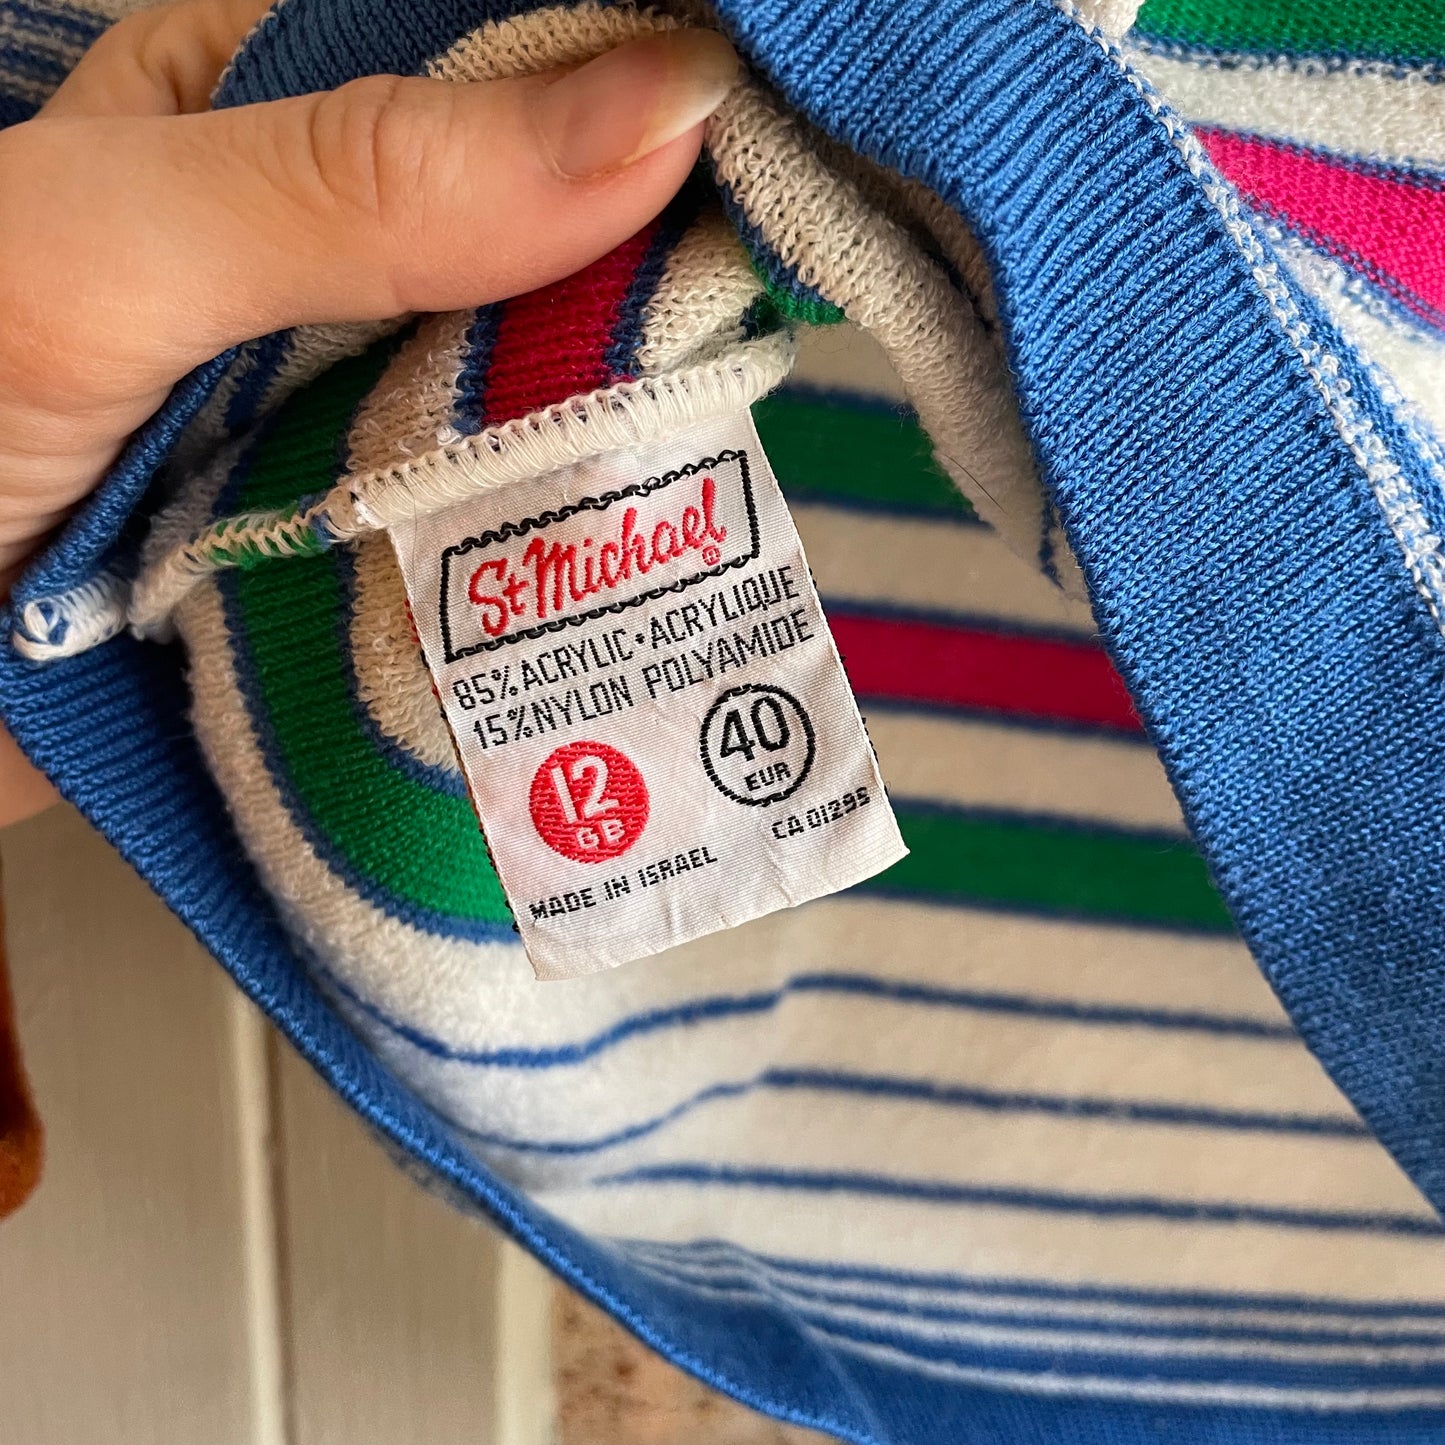 St Michael ®
85% ACRYLIC • ACRYLIQUE
15% NYLON POLYAMIDE
12 GB
40 EUR
MADE IN ISRAEL
CA 01295